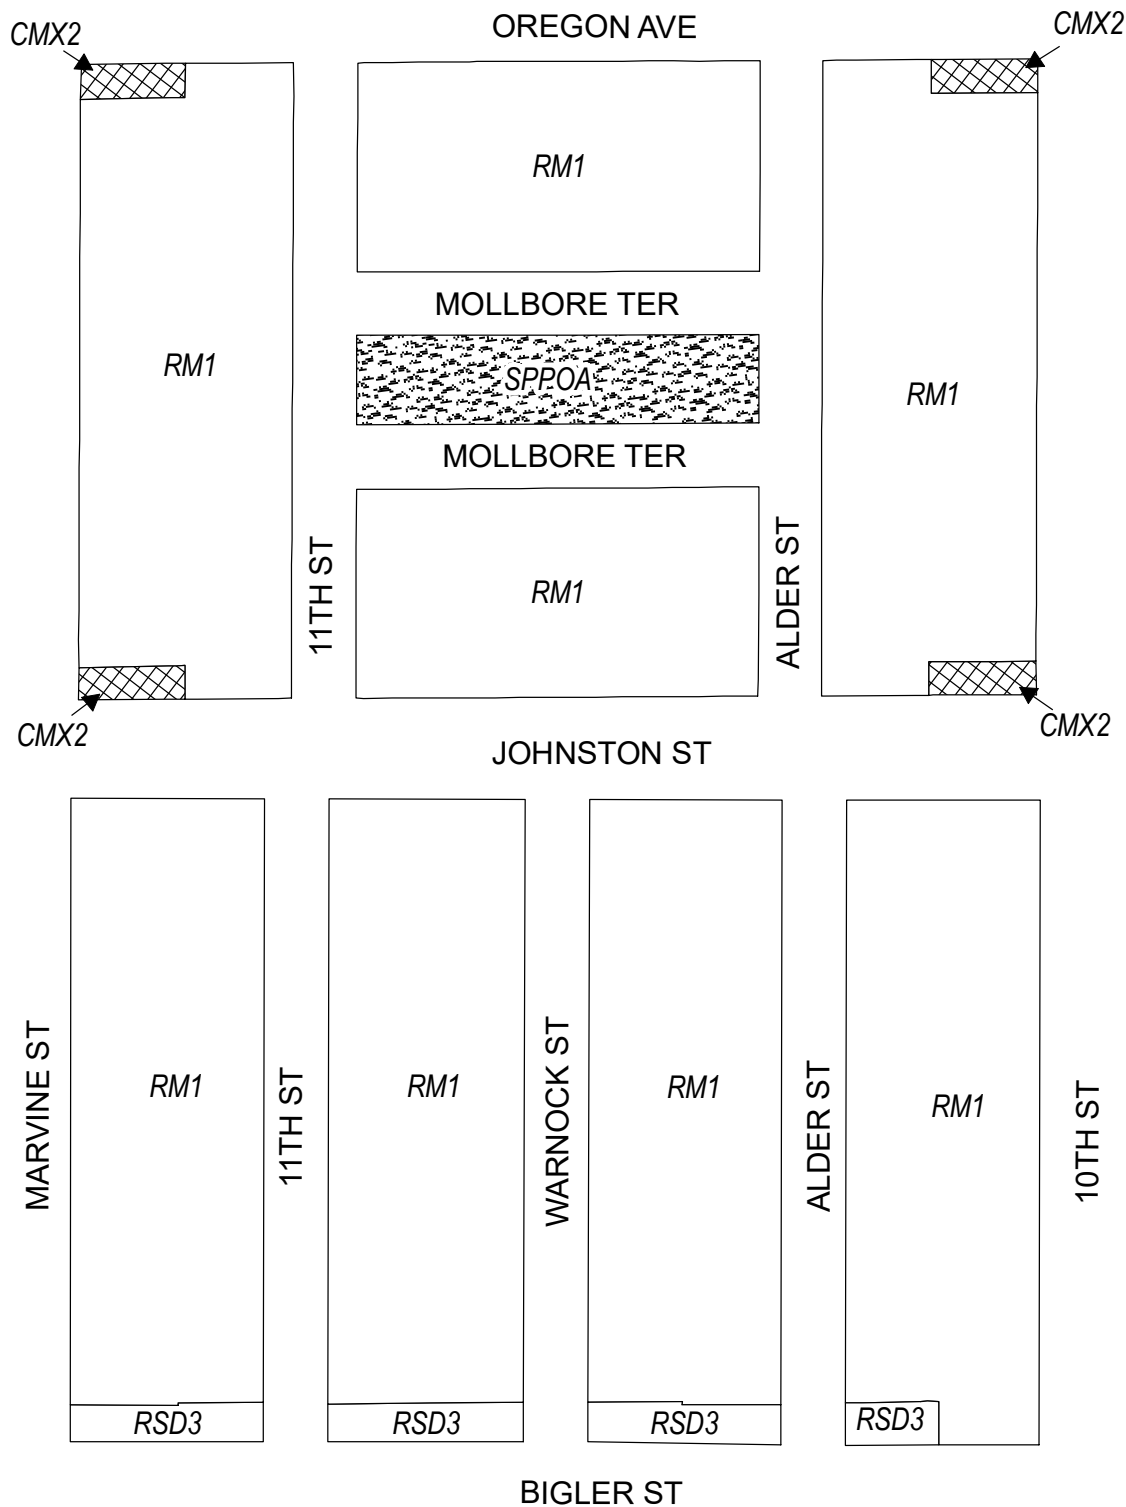 CMX2
OREGON AVE
CMX2
RM1
MOLLBORE TER
RM1
SPPOA
RM1
MOLLBORE TER
11TH ST
RM1
ALDER ST
CMX2
CMX2
JOHNSTON ST
MARVINE ST
RM1
11TH ST
RM1
WARNOCK ST
RM1
ALDER ST
RM1
10TH ST
RSD3
RSD3
RSD3
RSD3
BIGLER ST